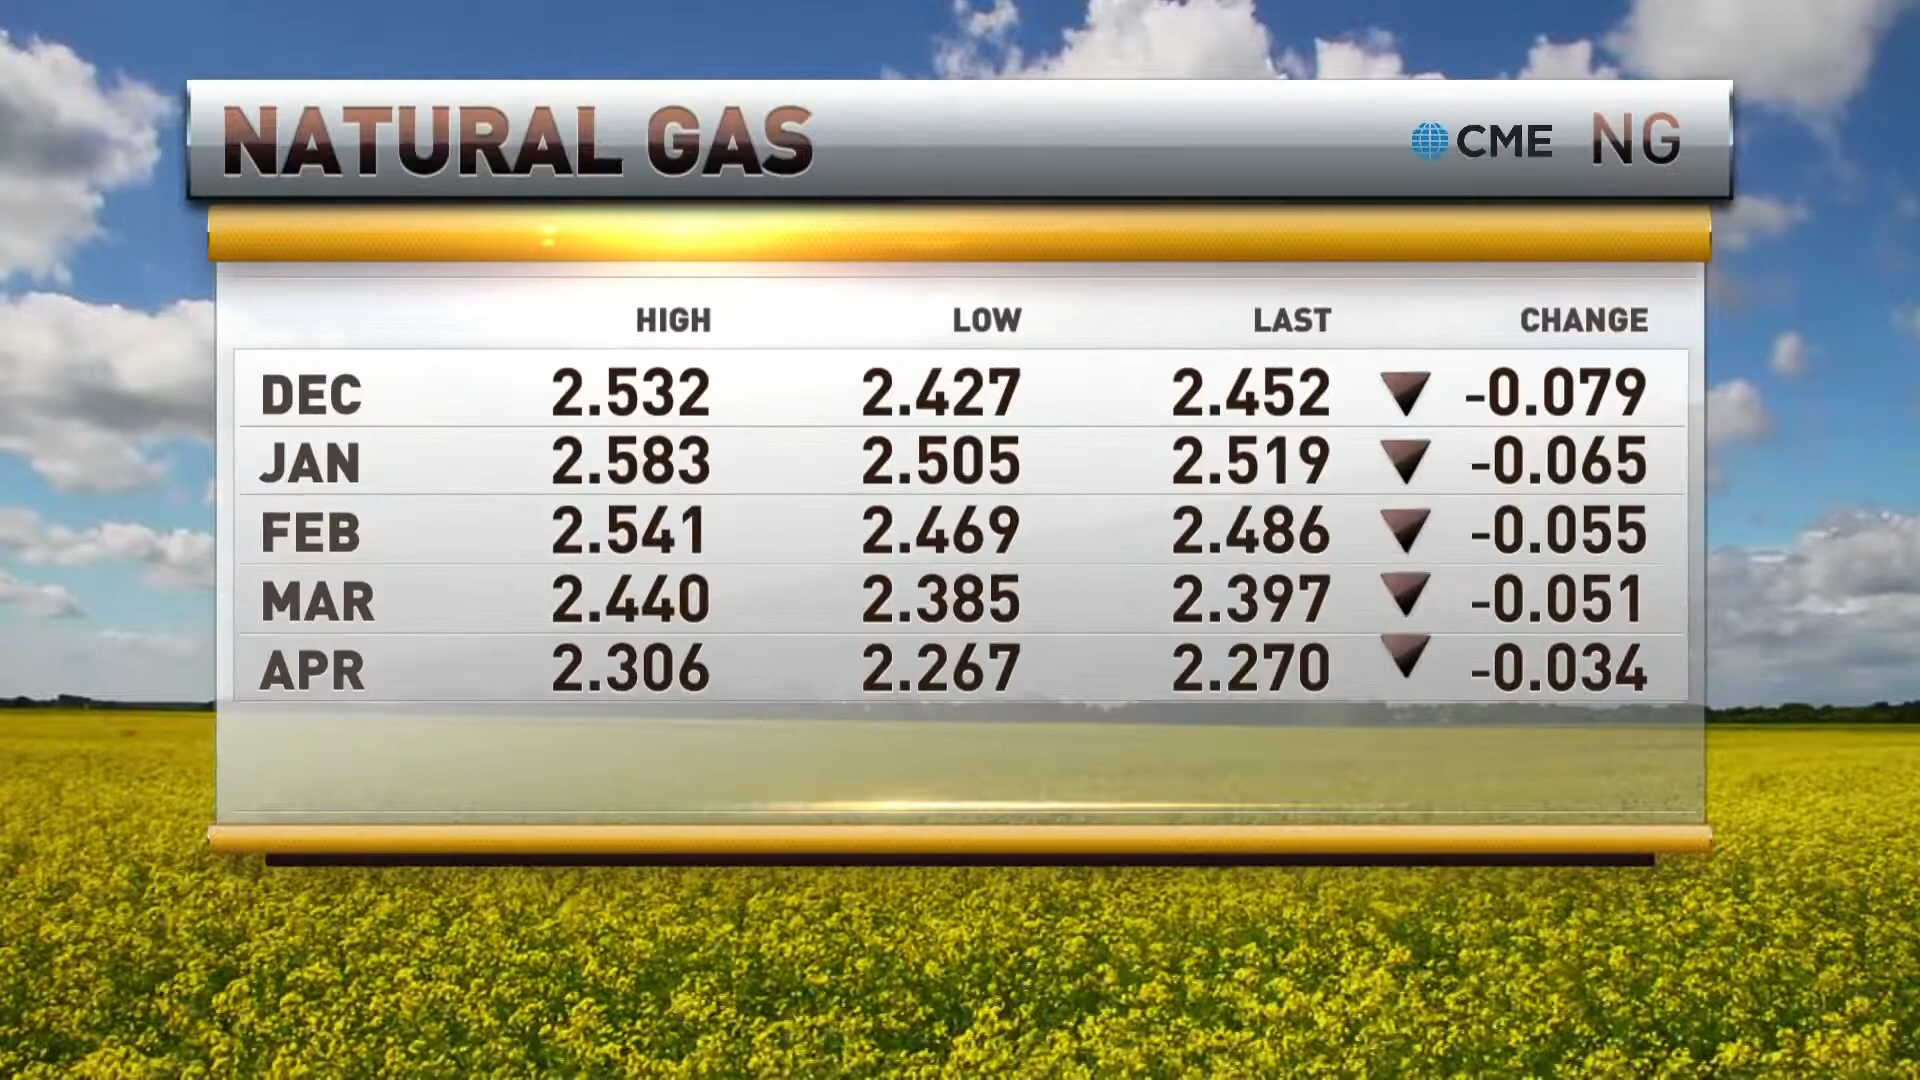 NATURAL GAS CME NG
HIGH LOW LAST CHANGE
DEC 2.532 2.427 2.452 -0.079
JAN 2.583 2.505 2.519 -0.065
FEB 2.541 2.469 2.486 -0.055
MAR 2.440 2.385 2.397 -0.051
APR 2.306 2.267 2.270 -0.034